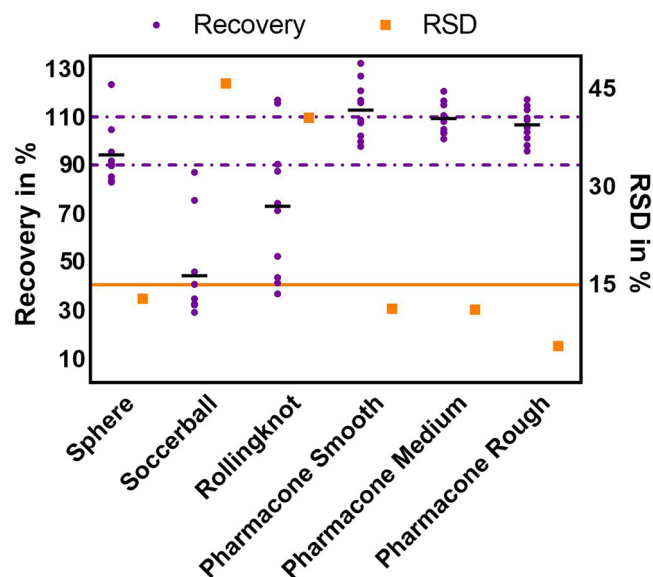 Recovery RSD
Recovery in %
130
110
90
70
50
30
10
45
30
15
RSD in %
Sphere
Soccerball
Rollingknot
Pharmacone Smooth
Pharmacone Medium
Pharmacone Rough